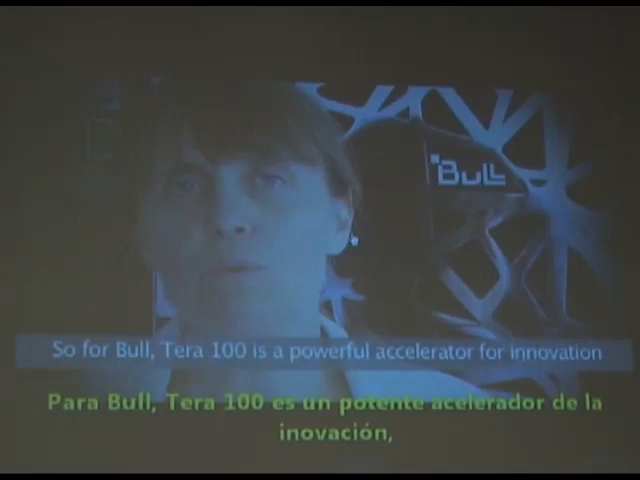 Bull
So for Bull, Tera 100 is a powerful accelerator for innovation
Para Bull, Tera 100 es un potente acelerador de la
inovación,